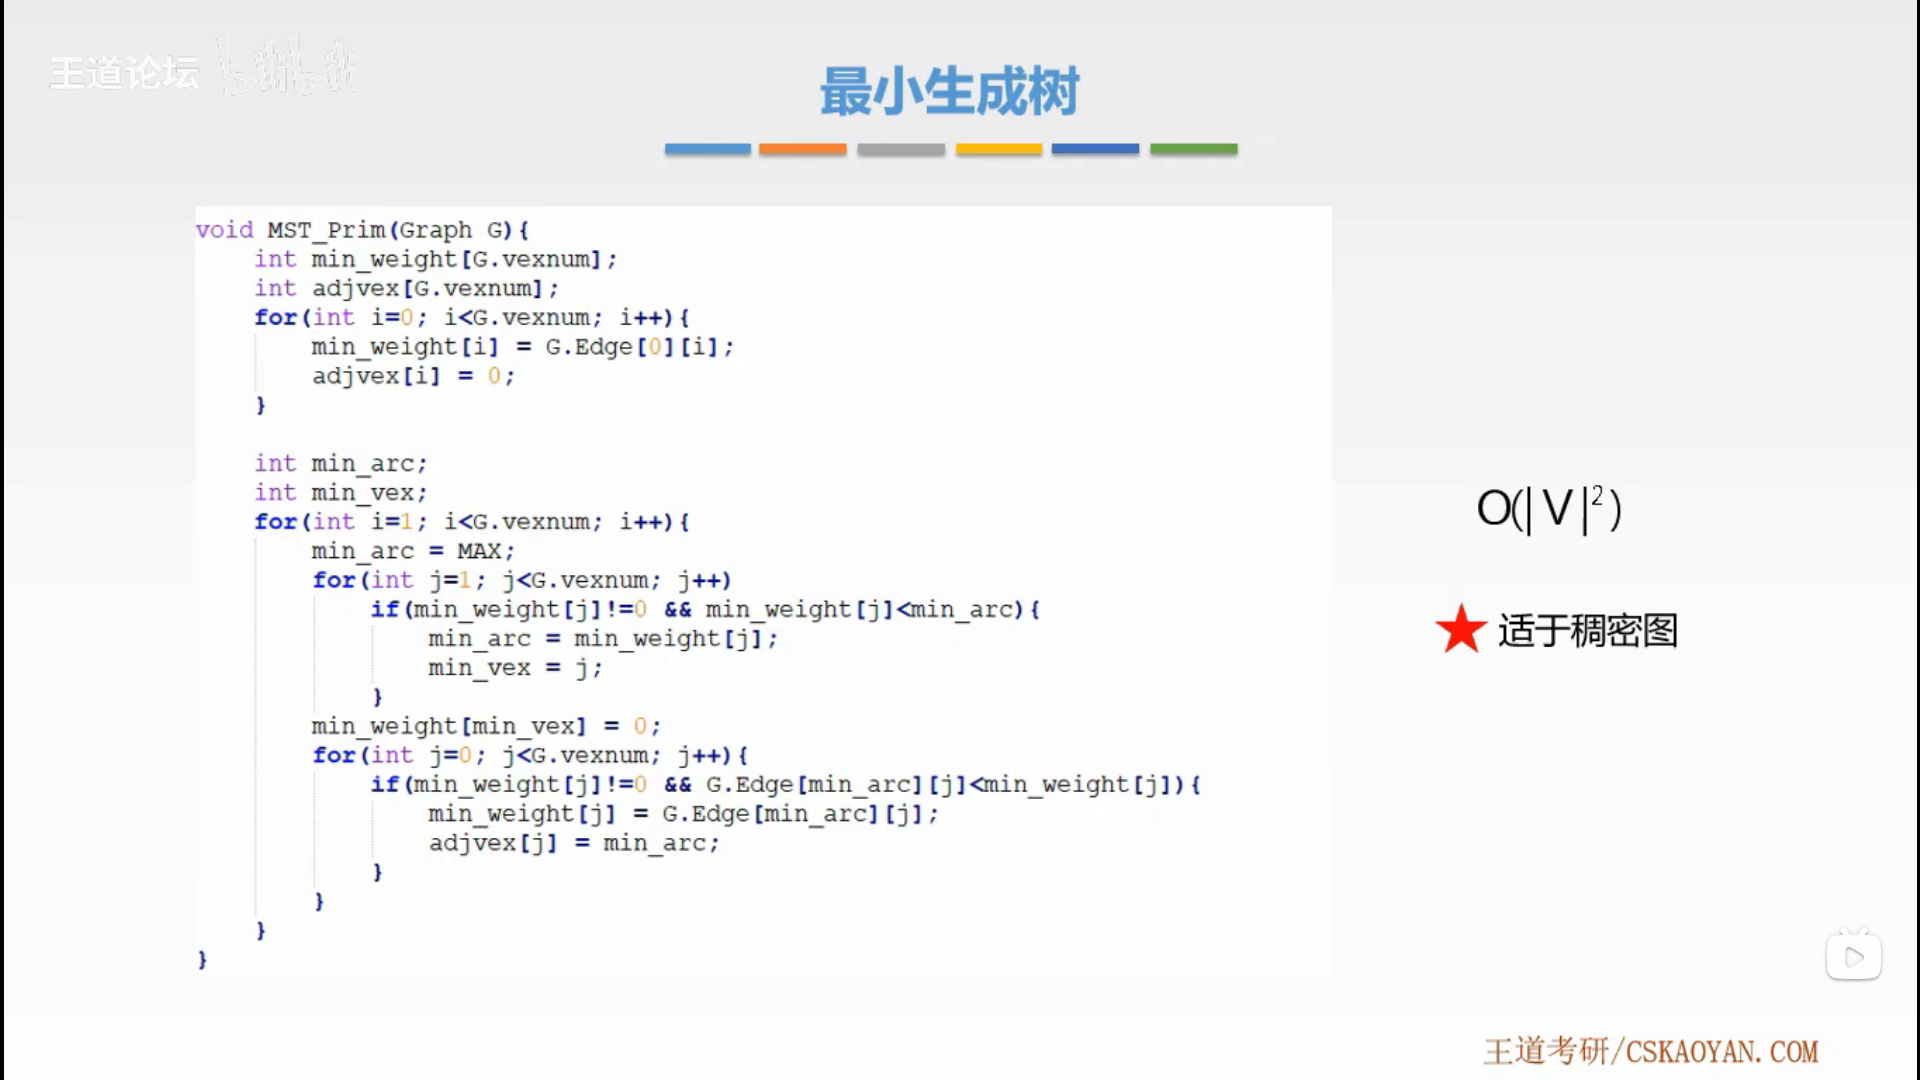 王道论坛 bilibili
最小生成树
void MST_Prim(Graph G){
    int min_weight[G.vexnum];
    int adjvex[G.vexnum];
    for(int i=0; i<G.vexnum; i++){
        min_weight[i] = G.Edge[0][i];
        adjvex[i] = 0;
    }
    int min_arc;
    int min_vex;
    for(int i=1; i<G.vexnum; i++){
        min_arc = MAX;
        for(int j=1; j<G.vexnum; j++)
            if(min_weight[j]!=0 && min_weight[j]<min_arc){
                min_arc = min_weight[j];
                min_vex = j;
            }
        min_weight[min_vex] = 0;
        for(int j=0; j<G.vexnum; j++){
            if(min_weight[j]!=0 && G.Edge[min_arc][j]<min_weight[j]){
                min_weight[j] = G.Edge[min_arc][j];
                adjvex[j] = min_arc;
            }
        }
    }
}
O(|V|²)
★ 适于稠密图
王道考研/CSKAOYAN.COM